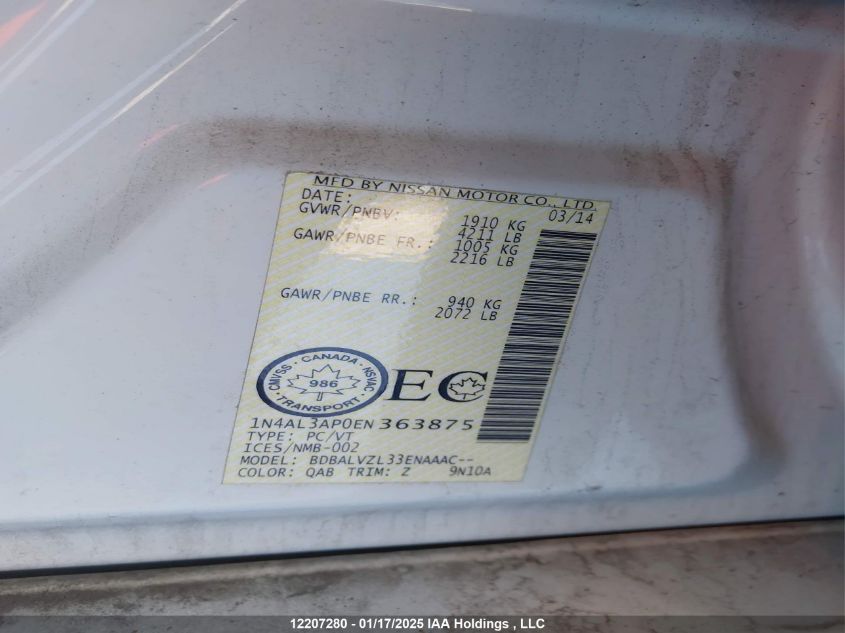 MFD BY NISSAN MOTOR CO., LTD.
DATE: 03/14
GVWR/PNBV: 1910 KG
4211 LB
GAWR/PNBE FR.: 1005 KG
2216 LB
GAWR/PNBE RR.: 940 KG
2072 LB
CMVSS · CANADA · NSVAC
986
TRANSPORT
EC
1N4AL3AP0EN363875
TYPE: PC/VT
ICES/NMB-002
MODEL: BDBALVZL33ENAAAC--
COLOR: QAB TRIM: Z 9N10A
12207280 - 01/17/2025 IAA Holdings , LLC